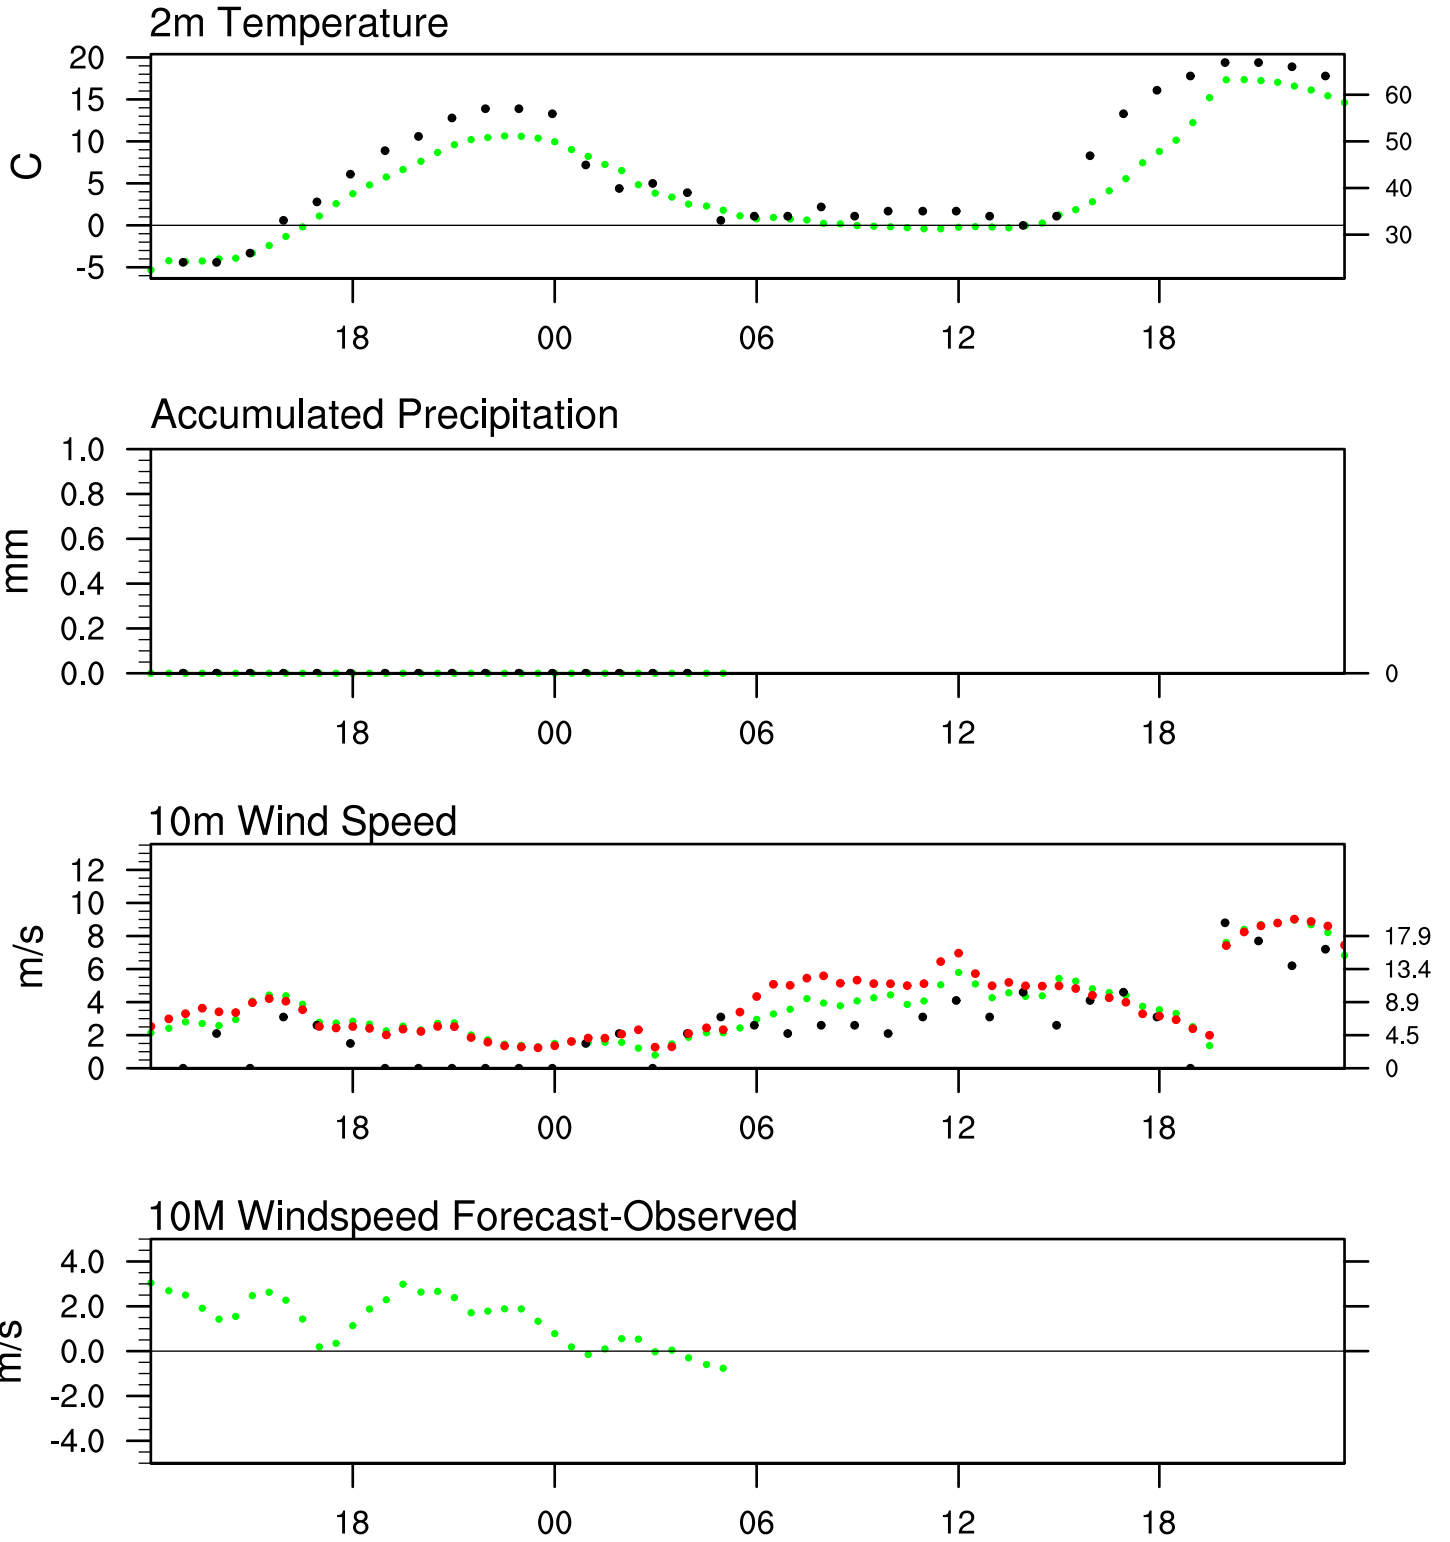 2m Temperature
20
15
10
5
0
-5
C
60
50
40
30
18 00 06 12 18
Accumulated Precipitation
1.0
0.8
0.6
0.4
0.2
0.0
mm
0
18 00 06 12 18
10m Wind Speed
12
10
8
6
4
2
0
m/s
17.9
13.4
8.9
4.5
0
18 00 06 12 18
10M Windspeed Forecast-Observed
4.0
2.0
0.0
-2.0
-4.0
m/s
18 00 06 12 18